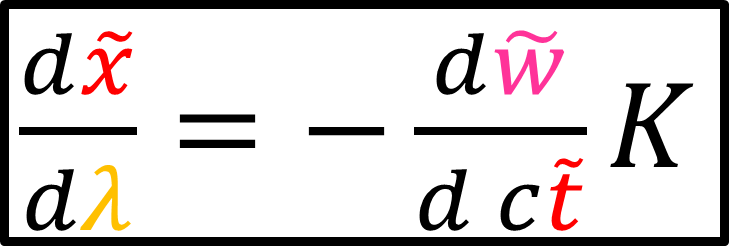 dx̃/dλ = − dw̃/d ct̃ K